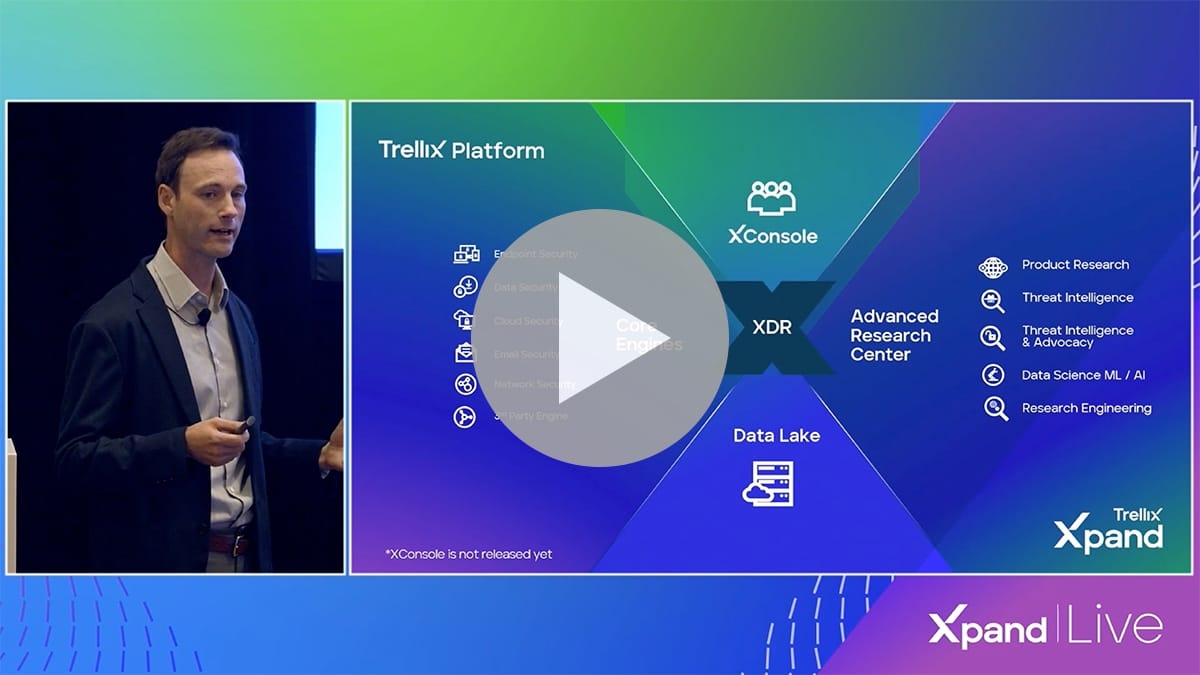 Trellix Platform
XConsole
Endpoint Security
Data Security
Cloud Security
Email Security
Network Security
3rd Party Engine
Core
Engines
XDR
Advanced
Research
Center
Product Research
Threat Intelligence
Threat Intelligence
& Advocacy
Data Science ML / AI
Research Engineering
Data Lake
*XConsole is not released yet
Trellix
Xpand
Xpand | Live